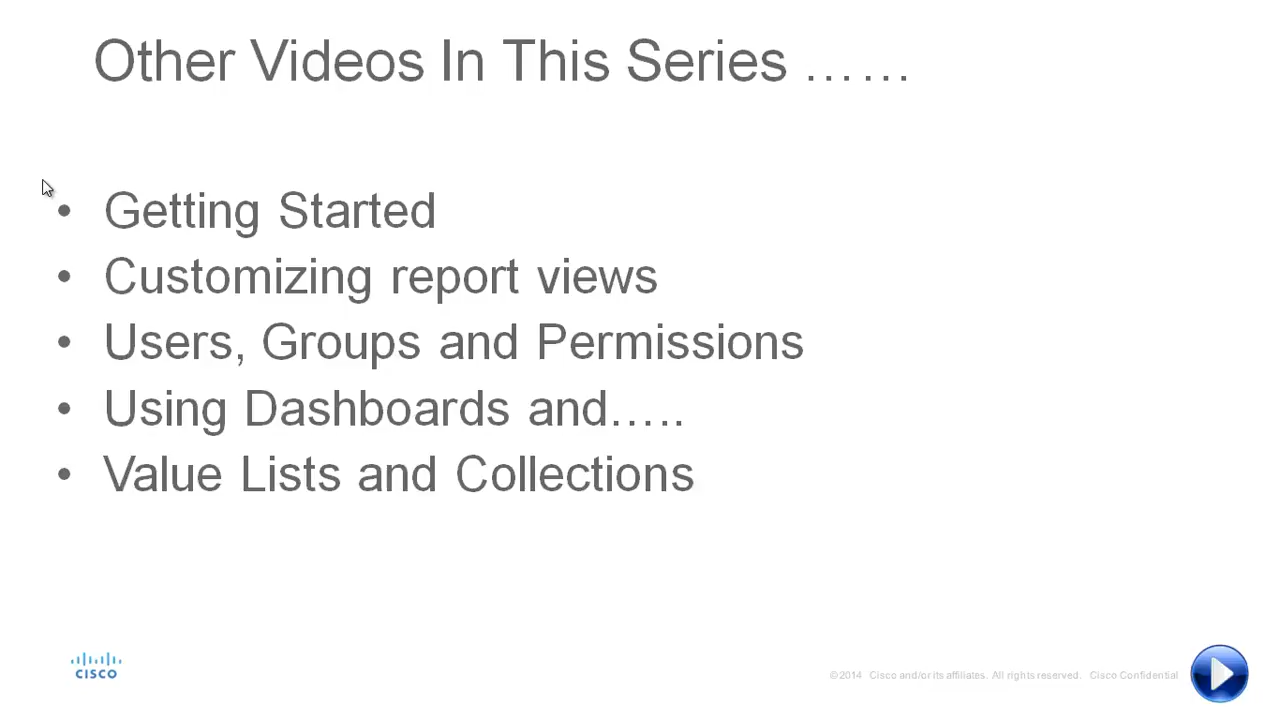 Other Videos In This Series ……
• Getting Started
• Customizing report views
• Users, Groups and Permissions
• Using Dashboards and…..
• Value Lists and Collections
CISCO
©2014 Cisco and/or its affiliates. All rights reserved. Cisco Confidential